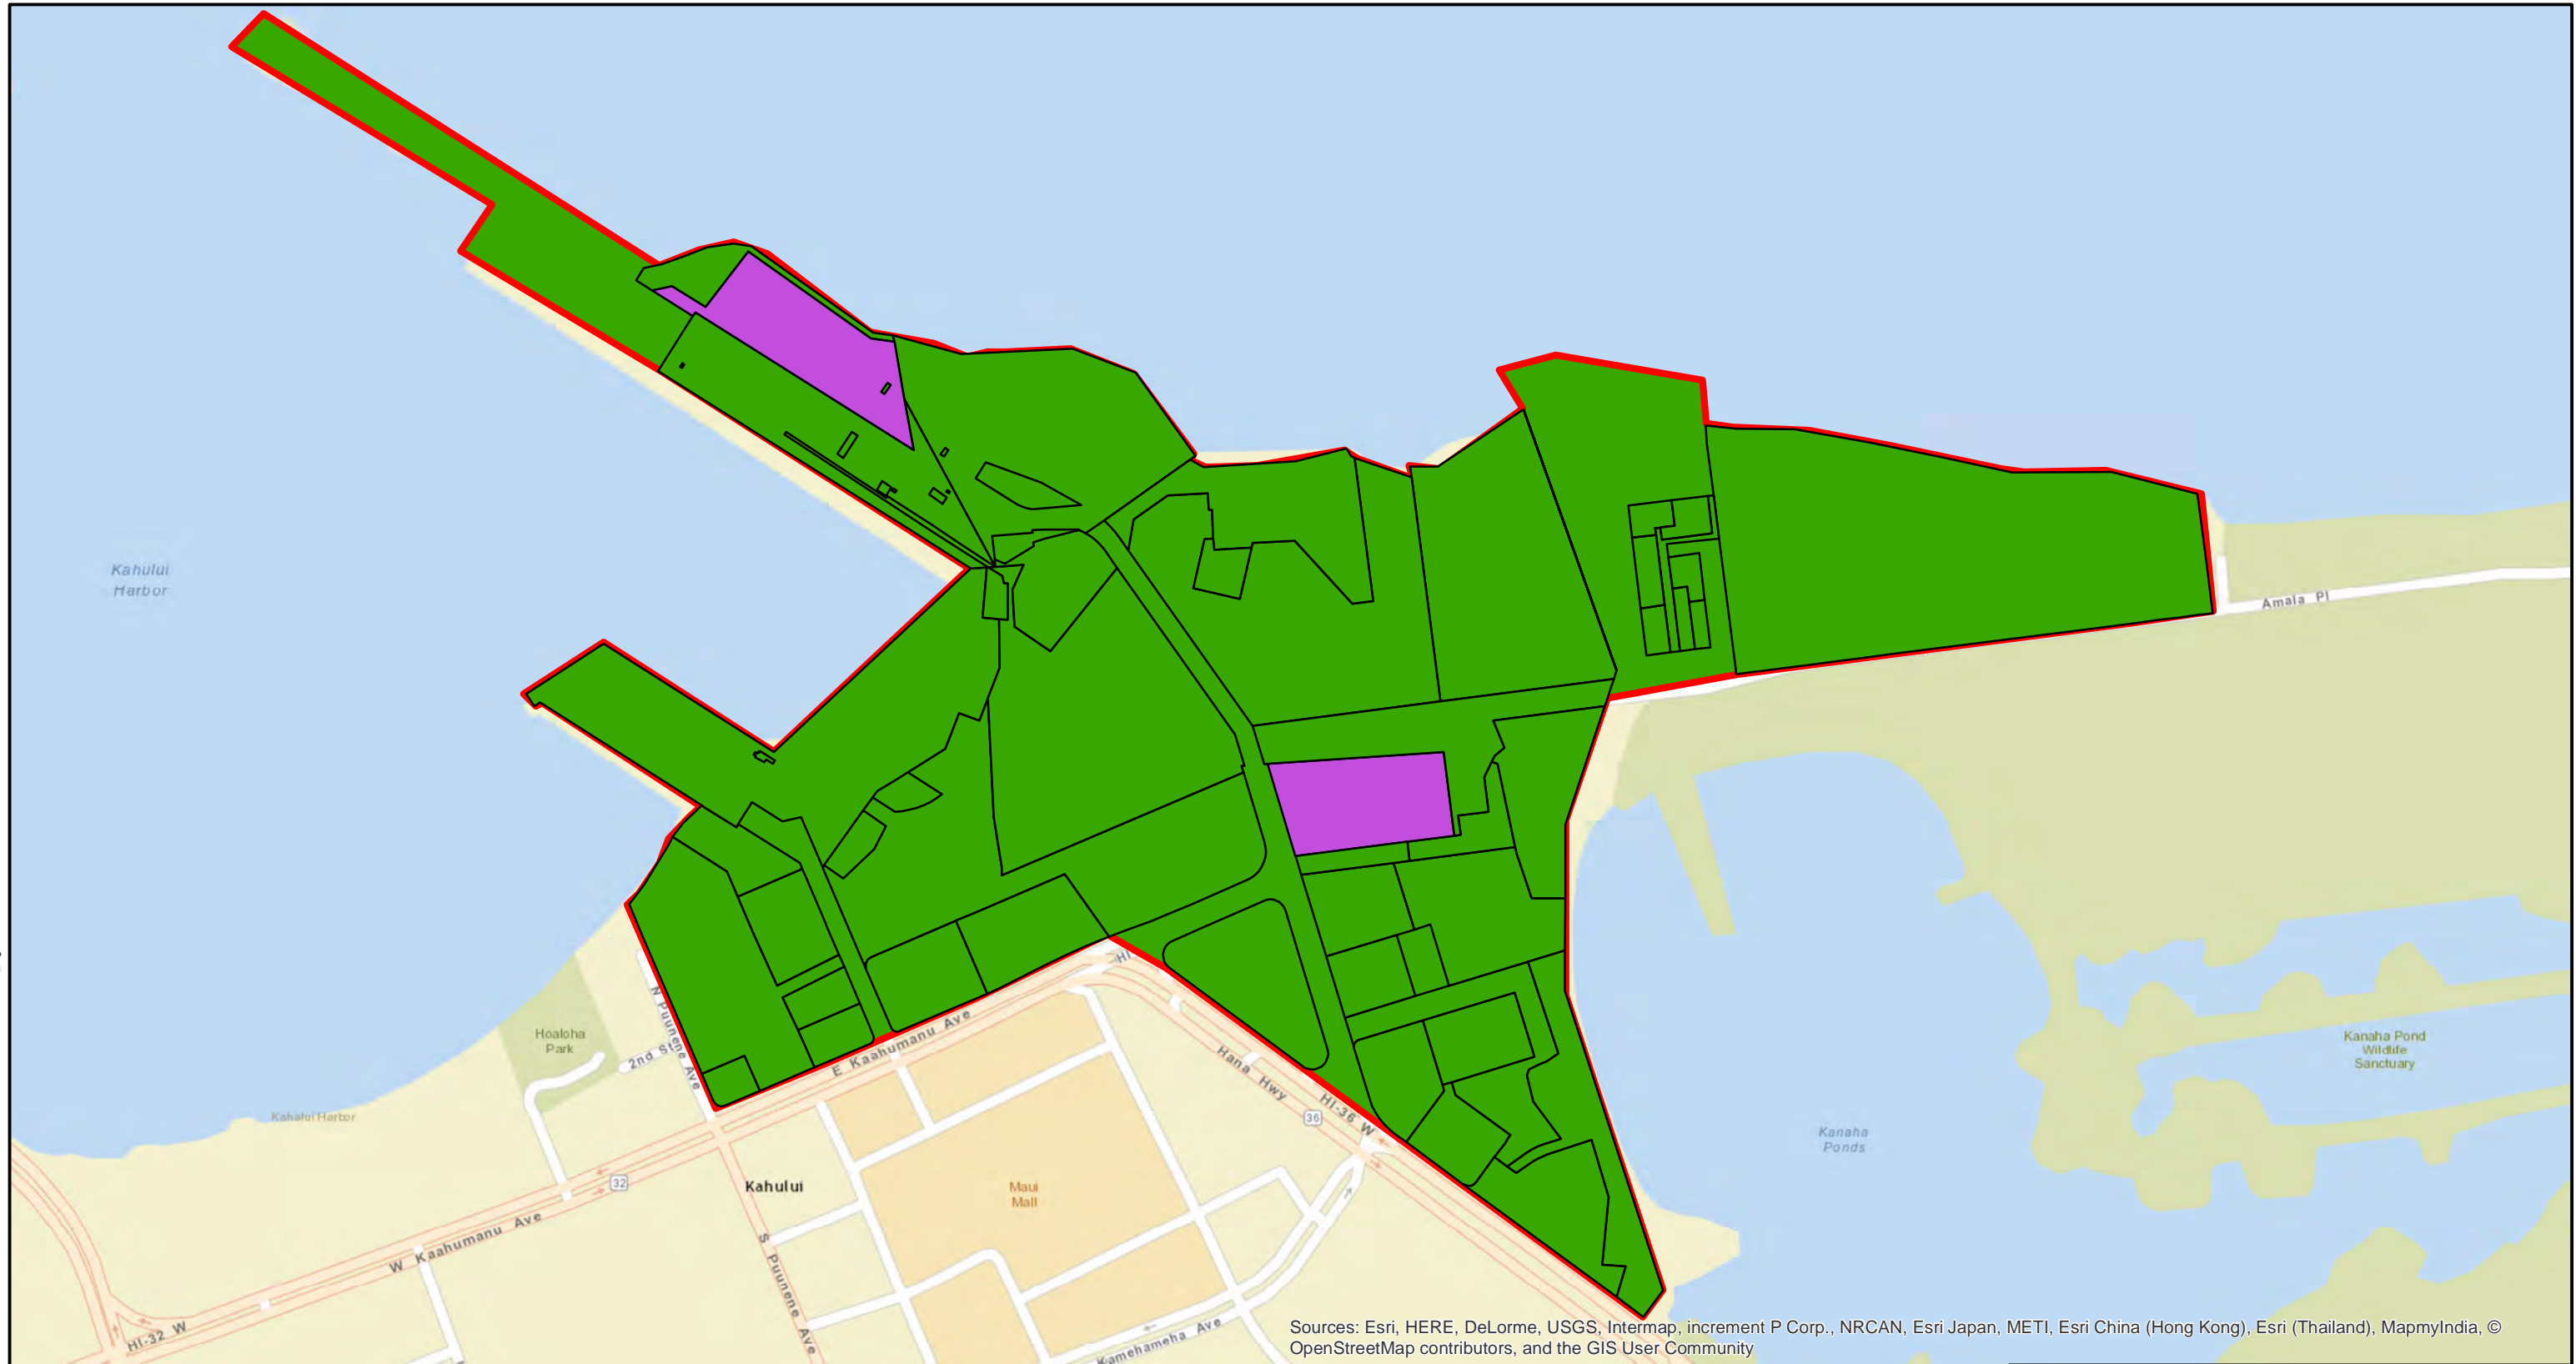 Amala Pl
Kahului
Harbor
HI
N Puunene Ave
Hoaloha
Park
2nd St
E Kaahumanu Ave
Kahului Harbor
Hana Hwy
HI-36 W
36
Kanaha Pond
Wildlife
Sanctuary
Kanaha
Ponds
32
Kahului
Maui
Mall
W Kaahumanu Ave
S Puunene Ave
HI-32 W
Kamehameha Ave
Sources: Esri, HERE, DeLorme, USGS, Intermap, increment P Corp., NRCAN, Esri Japan, METI, Esri China (Hong Kong), Esri (Thailand), MapmyIndia, ©
OpenStreetMap contributors, and the GIS User Community